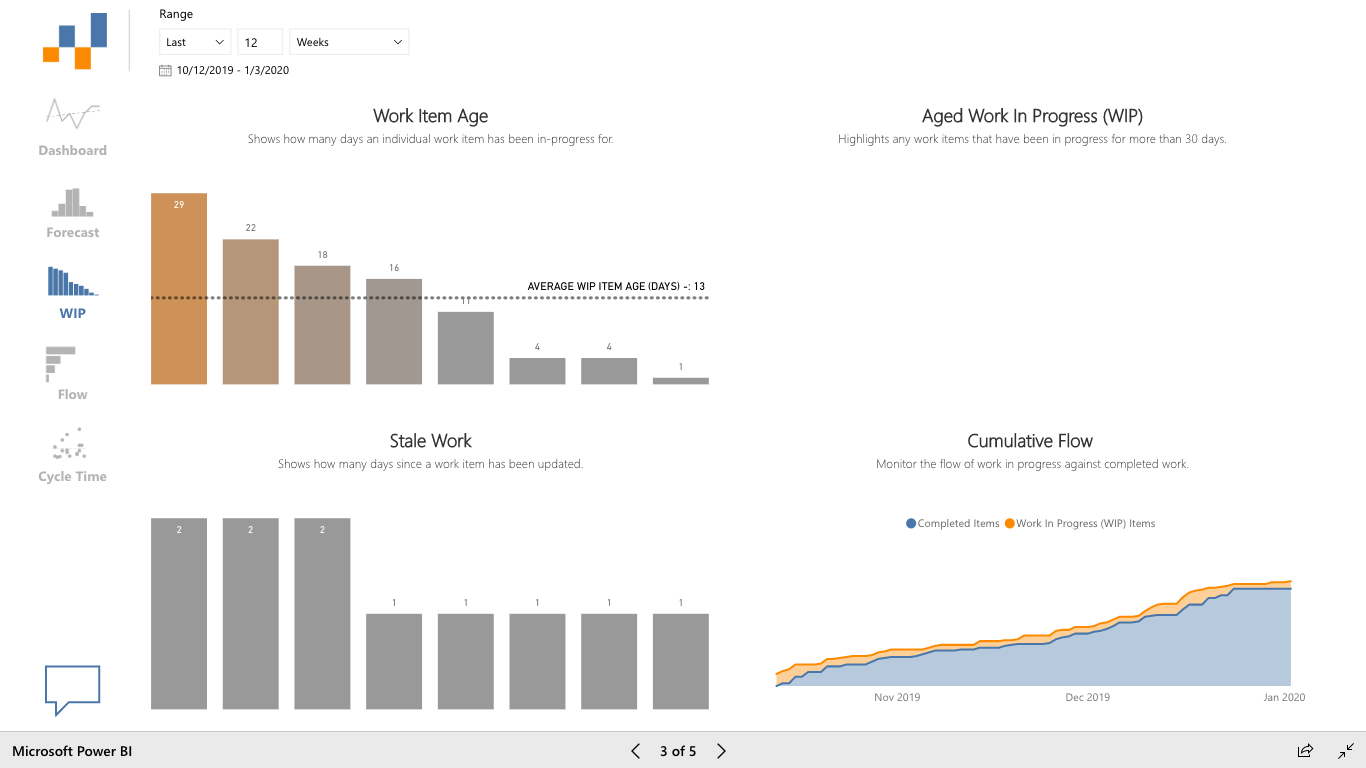 Range
Last
12
Weeks
10/12/2019 - 1/3/2020
Dashboard
Forecast
WIP
Flow
Cycle Time
Work Item Age
Shows how many days an individual work item has been in-progress for.
29
22
18
16
11
4
4
1
AVERAGE WIP ITEM AGE (DAYS) -: 13
Aged Work In Progress (WIP)
Highlights any work items that have been in progress for more than 30 days.
Stale Work
Shows how many days since a work item has been updated.
2
2
2
1
1
1
1
1
Cumulative Flow
Monitor the flow of work in progress against completed work.
Completed Items
Work In Progress (WIP) Items
Nov 2019
Dec 2019
Jan 2020
Microsoft Power BI
3 of 5